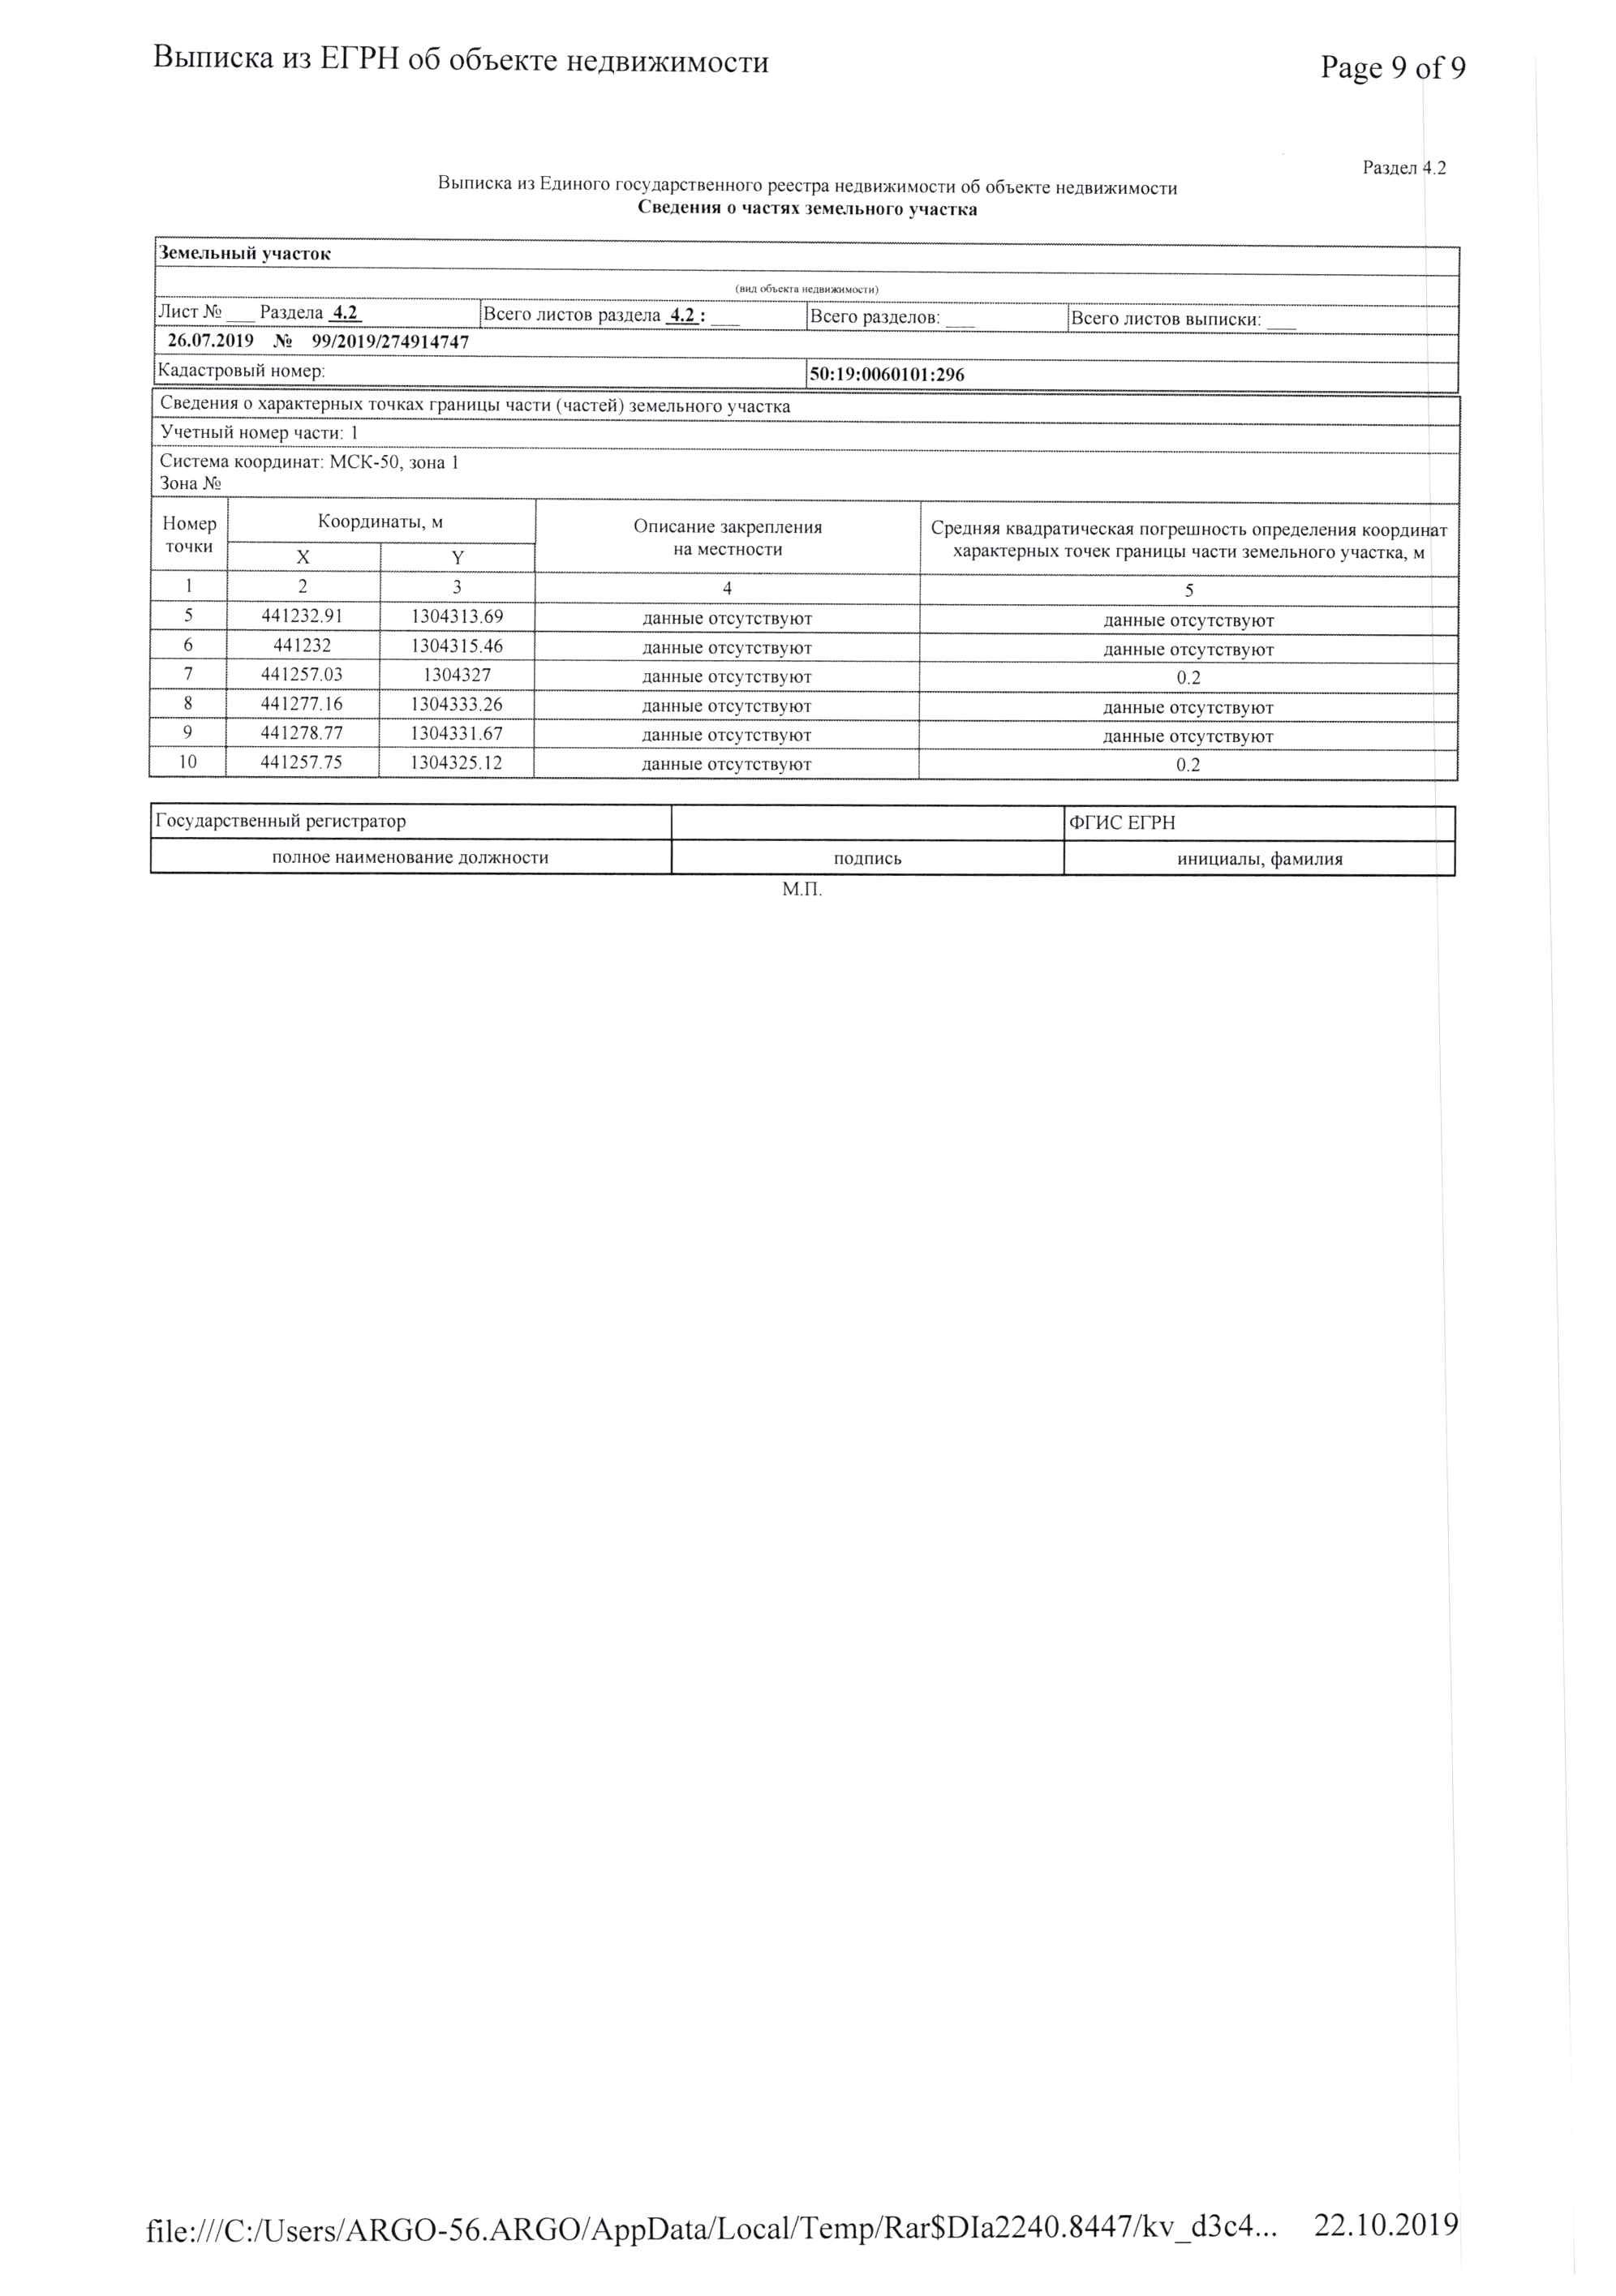 Выписка из ЕГРН об объекте недвижимости Page 9 of 9
Раздел 4.2
Выписка из Единого государственного реестра недвижимости об объекте недвижимости
Сведения о частях земельного участка
Земельный участок
(вид объекта недвижимости)
Лист № ___ Раздела 4.2 Всего листов раздела 4.2 : ___ Всего разделов: ___ Всего листов выписки: ___
26.07.2019 № 99/2019/274914747
Кадастровый номер: 50:19:0060101:296
Сведения о характерных точках границы части (частей) земельного участка
Учетный номер части: 1
Система координат: МСК-50, зона 1
Зона №
Номер точки Координаты, м Описание закрепления на местности Средняя квадратическая погрешность определения координат характерных точек границы части земельного участка, м
X Y
1 2 3 4 5
5 441232.91 1304313.69 данные отсутствуют данные отсутствуют
6 441232 1304315.46 данные отсутствуют данные отсутствуют
7 441257.03 1304327 данные отсутствуют 0.2
8 441277.16 1304333.26 данные отсутствуют данные отсутствуют
9 441278.77 1304331.67 данные отсутствуют данные отсутствуют
10 441257.75 1304325.12 данные отсутствуют 0.2
Государственный регистратор ФГИС ЕГРН
полное наименование должности подпись инициалы, фамилия
М.П.
file:///C:/Users/ARGO-56.ARGO/AppData/Local/Temp/Rar$DIa2240.8447/kv_d3c4... 22.10.2019